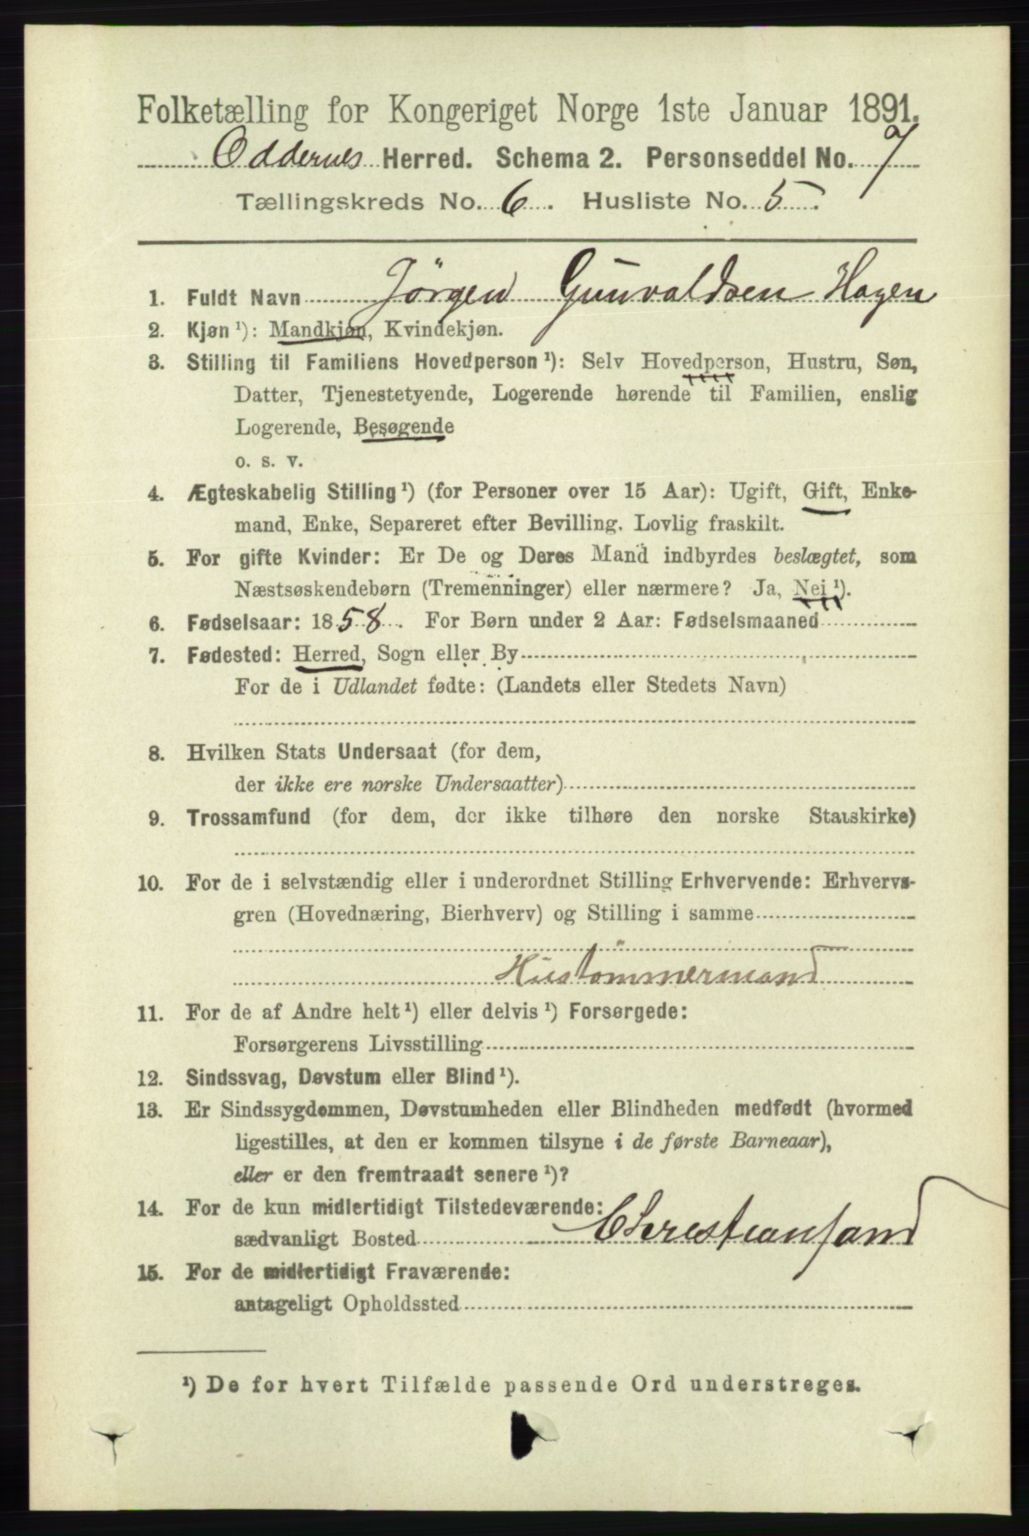 Folketælling for Kongeriget Norge 1ste Januar 1891.
Oddernes Herred. Schema 2. Personseddel No. 7
Tællingskreds No. 6. Husliste No. 5.
1. Fuldt Navn Jörgen Gunvaldsen Hagen
2. Kjøn ¹): Mandkjøn, Kvindekjøn.
3. Stilling til Familiens Hovedperson ¹): Selv Hovedperson, Hustru, Søn,
Datter, Tjenestetyende, Logerende hørende til Familien, enslig
Logerende, Besøgende
o. s. v.
4. Ægteskabelig Stilling ¹) (for Personer over 15 Aar): Ugift, Gift, Enke-
mand, Enke, Separeret efter Bevilling. Lovlig fraskilt.
5. For gifte Kvinder: Er De og Deres Mand indbyrdes beslægtet, som
Næstsøskendebørn (Tremenninger) eller nærmere? Ja, Nei ¹).
6. Fødselsaar: 1858. For Børn under 2 Aar: Fødselsmaaned
7. Fødested: Herred, Sogn eller By
For de i Udlandet fødte: (Landets eller Stedets Navn)
8. Hvilken Stats Undersaat (for dem,
der ikke ere norske Undersaatter)
9. Trossamfund (for dem, der ikke tilhøre den norske Statskirke)
10. For de i selvstændig eller i underordnet Stilling Erhvervende: Erhvervs-
gren (Hovednæring, Bierhverv) og Stilling i samme
Hustömmermand
11. For de af Andre helt ¹) eller delvis ¹) Forsørgede:
Forsørgerens Livsstilling
12. Sindssvag, Døvstum eller Blind ¹).
13. Er Sindssygdommen, Døvstumheden eller Blindheden medfødt (hvormed
ligestilles, at den er kommen tilsyne i de første Barneaar),
eller er den fremtraadt senere ¹)?
14. For de kun midlertidigt Tilstedeværende:
sædvanligt Bosted Christiansand
15. For de midlertidigt Fraværende:
antageligt Opholdssted
¹) De for hvert Tilfælde passende Ord understreges.